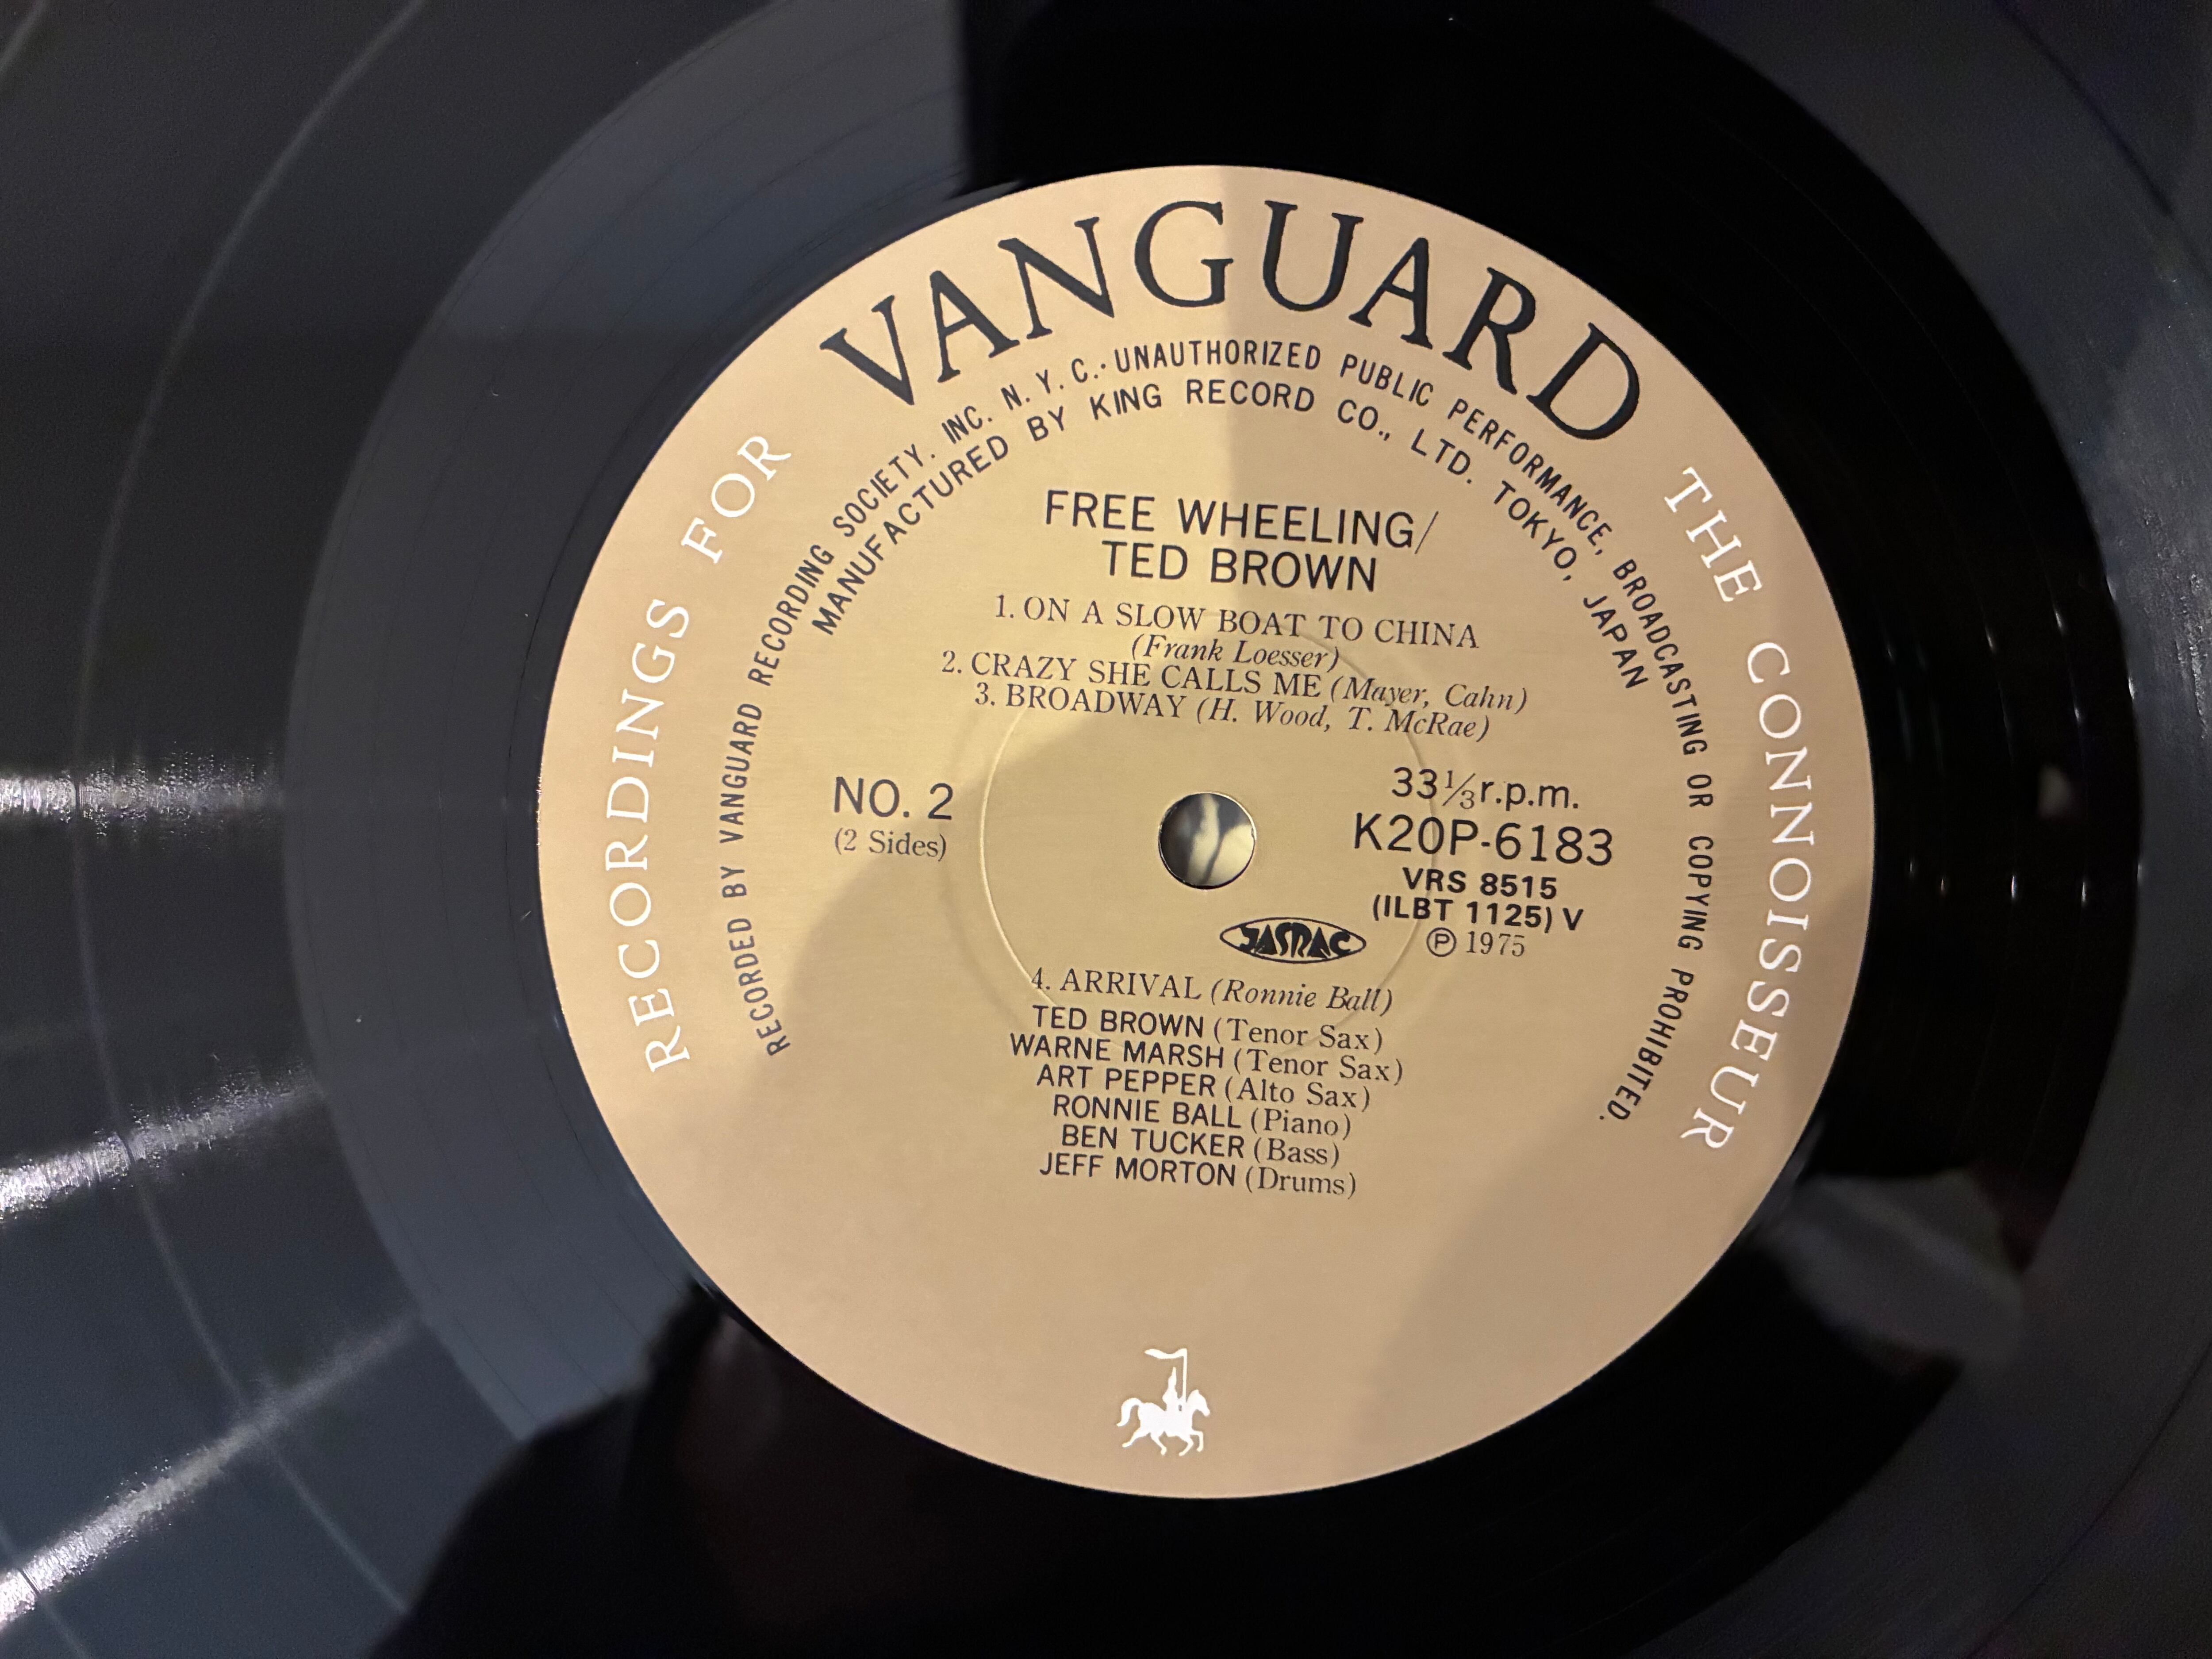 VANGUARD
RECORDINGS FOR THE CONNOISSEUR
RECORDED BY VANGUARD RECORDING SOCIETY. INC. N. Y. C.· UNAUTHORIZED PUBLIC PERFORMANCE, BROADCASTING OR COPYING PROHIBITED.
MANUFACTURED BY KING RECORD CO., LTD. TOKYO, JAPAN
FREE WHEELING/
TED BROWN
1. ON A SLOW BOAT TO CHINA
(Frank Loesser)
2. CRAZY SHE CALLS ME (Mayer, Cahn)
3. BROADWAY (H. Wood, T. McRae)
NO. 2
(2 Sides)
33⅓r.p.m.
K20P-6183
VRS 8515
(ILBT 1125) V
℗ 1975
JASRAC
4. ARRIVAL (Ronnie Ball)
TED BROWN (Tenor Sax)
WARNE MARSH (Tenor Sax)
ART PEPPER (Alto Sax)
RONNIE BALL (Piano)
BEN TUCKER (Bass)
JEFF MORTON (Drums)